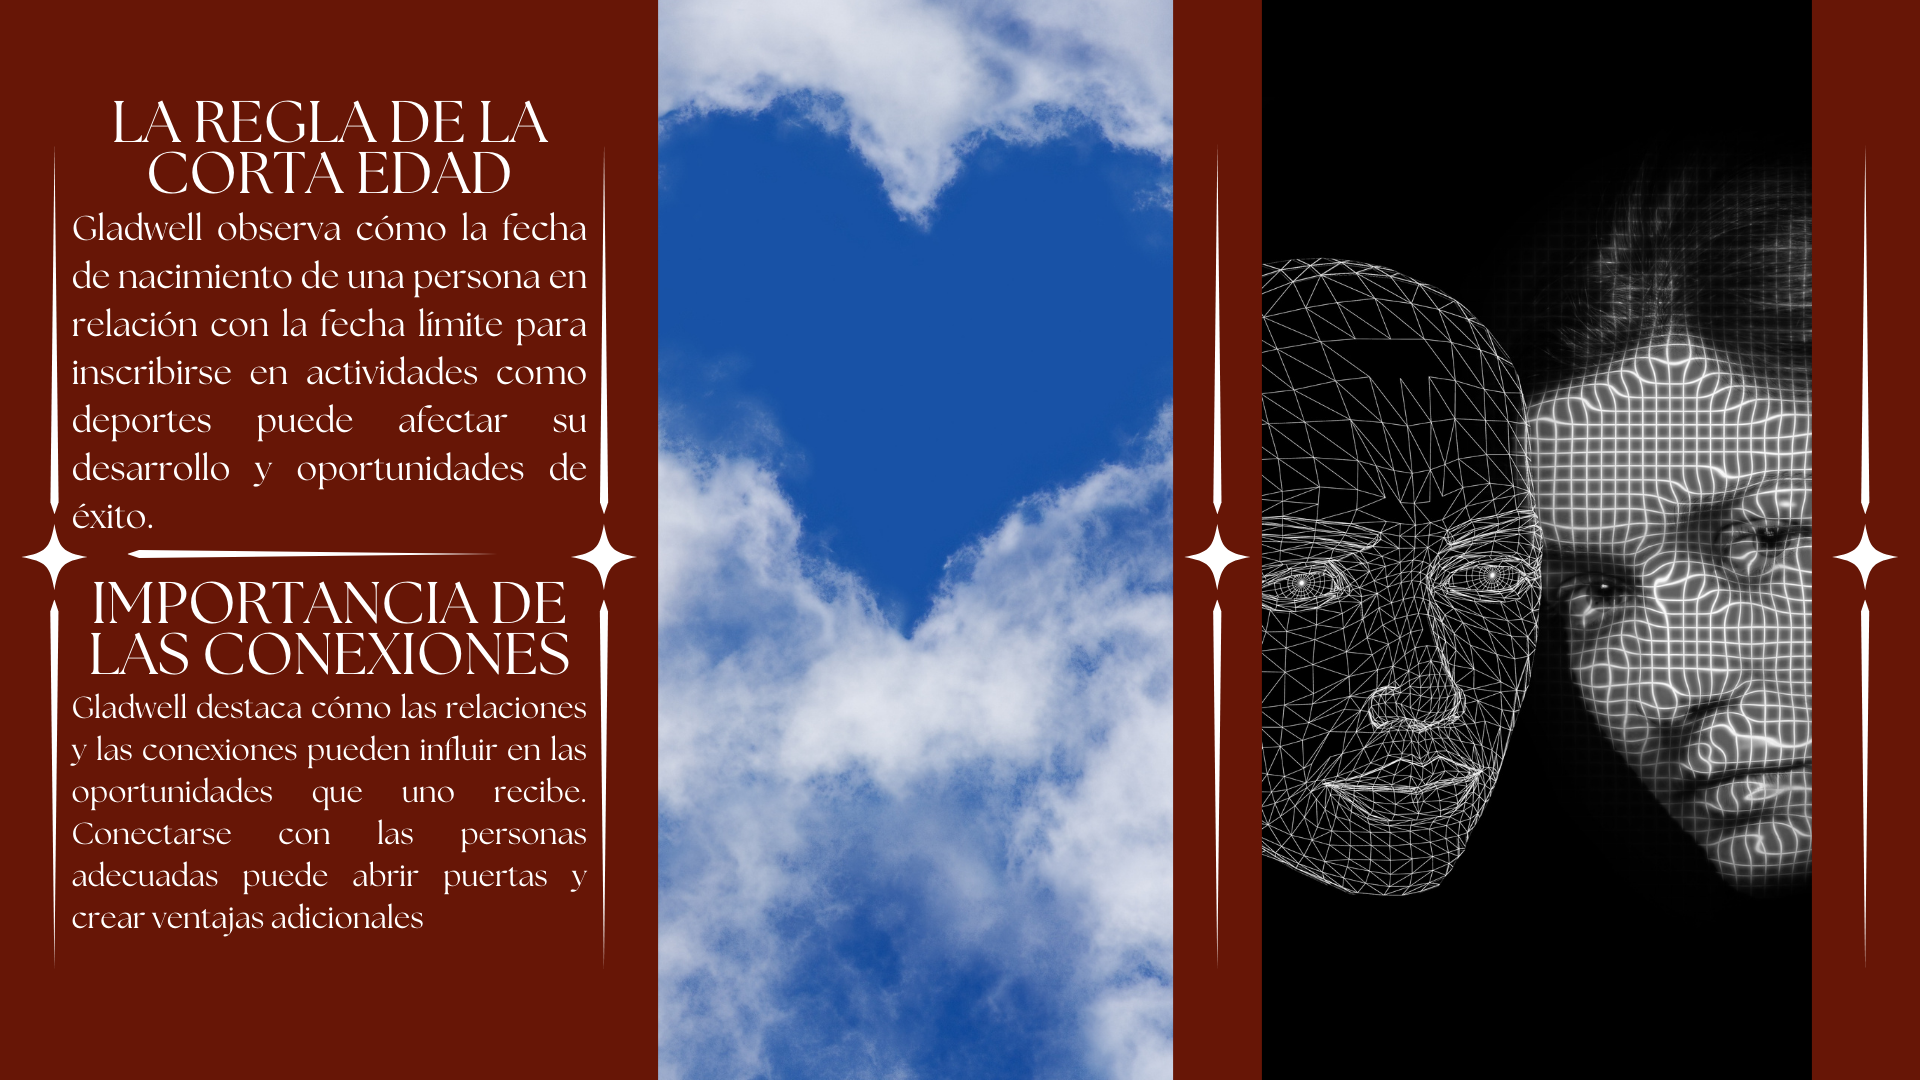 LA REGLA DE LA
CORTA EDAD
Gladwell observa cómo la fecha
de nacimiento de una persona en
relación con la fecha límite para
inscribirse en actividades como
deportes puede afectar su
desarrollo y oportunidades de
éxito.
IMPORTANCIA DE
LAS CONEXIONES
Gladwell destaca cómo las relaciones
y las conexiones pueden influir en las
oportunidades que uno recibe.
Conectarse con las personas
adecuadas puede abrir puertas y
crear ventajas adicionales